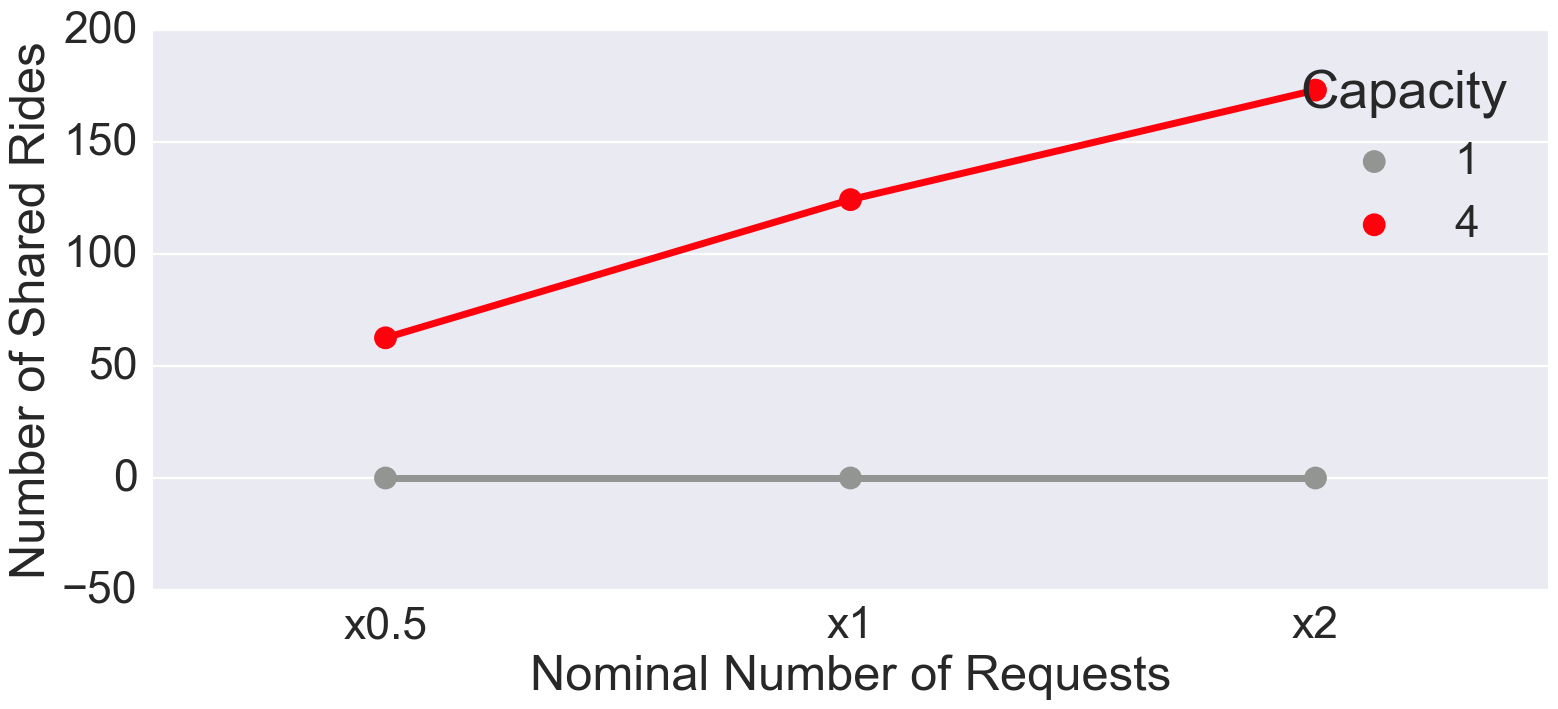 Number of Shared Rides
200
150
100
50
0
−50
Capacity
1
4
x0.5
x1
x2
Nominal Number of Requests